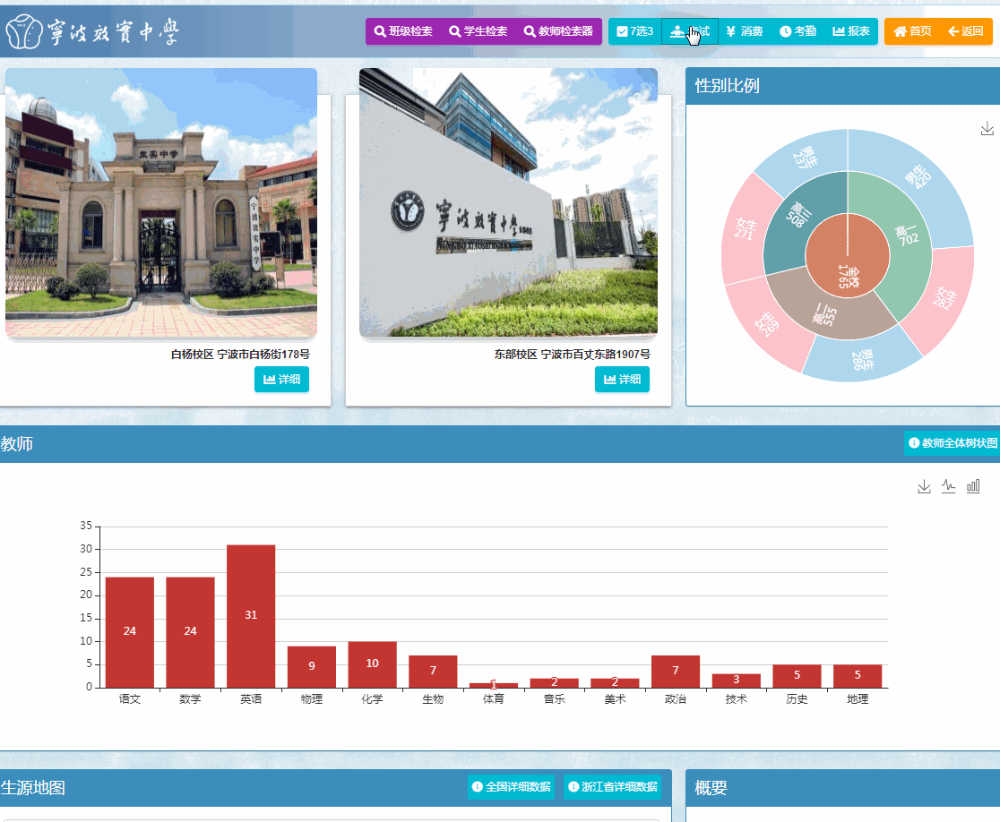 寧波效實中學
班级检索 学生检索 教师检索器 7选3 试 消费 考勤 报表 首页 返回
效实中学
宁波效实中学
寧波效實中學
NINGBO XIAOSHI HIGH SCHOOL
白杨校区 宁波市白杨街178号
详细
东部校区 宁波市百丈东路1907号
详细
性别比例
男生
237
男生
420
女生
271
高三
508
高一
702
全校
1765
女生
282
高二
555
女生
269
男生
286
教师
教师全体树状图
35
30
25
20
15
10
5
0
24 24 31 9 10 7 1 2 2 7 3 5 5
语文 数学 英语 物理 化学 生物 体育 音乐 美术 政治 技术 历史 地理
生源地图
全国详细数据 浙江省详细数据
概要